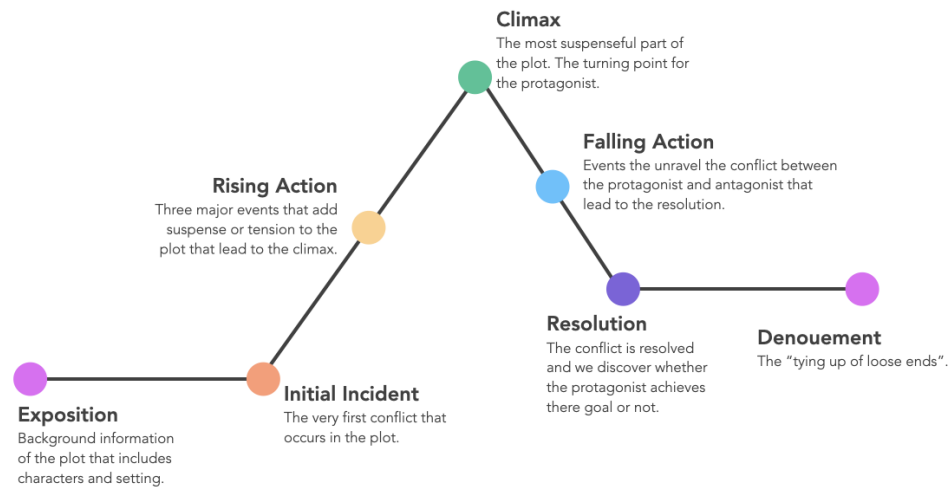 Climax
The most suspenseful part of
the plot. The turning point for
the protagonist.
Falling Action
Events the unravel the conflict between
the protagonist and antagonist that
lead to the resolution.
Rising Action
Three major events that add
suspense or tension to the
plot that lead to the climax.
Resolution
The conflict is resolved
and we discover whether
the protagonist achieves
there goal or not.
Denouement
The “tying up of loose ends”.
Initial Incident
The very first conflict that
occurs in the plot.
Exposition
Background information
of the plot that includes
characters and setting.